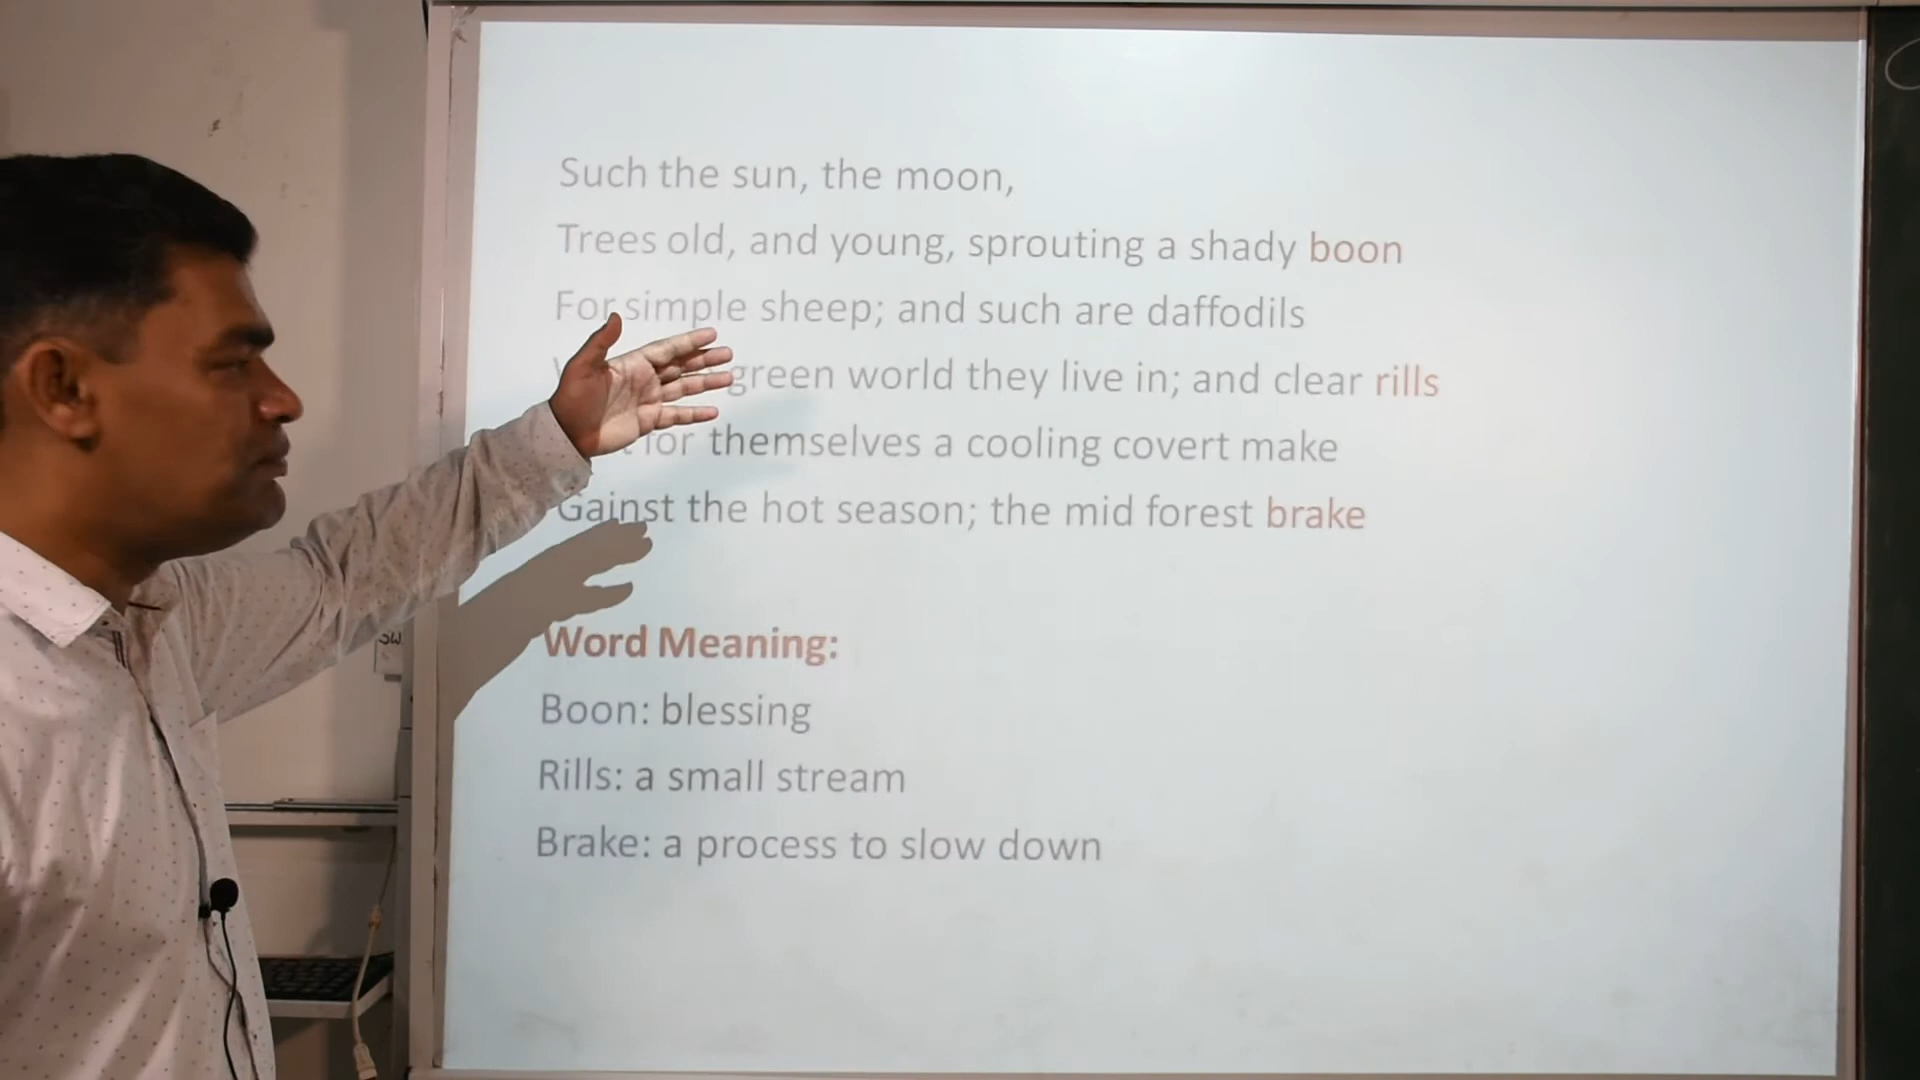 Such the sun, the moon,
Trees old, and young, sprouting a shady boon
For simple sheep; and such are daffodils
green world they live in; and clear rills
for themselves a cooling covert make
Gainst the hot season; the mid forest brake
Word Meaning:
Boon: blessing
Rills: a small stream
Brake: a process to slow down